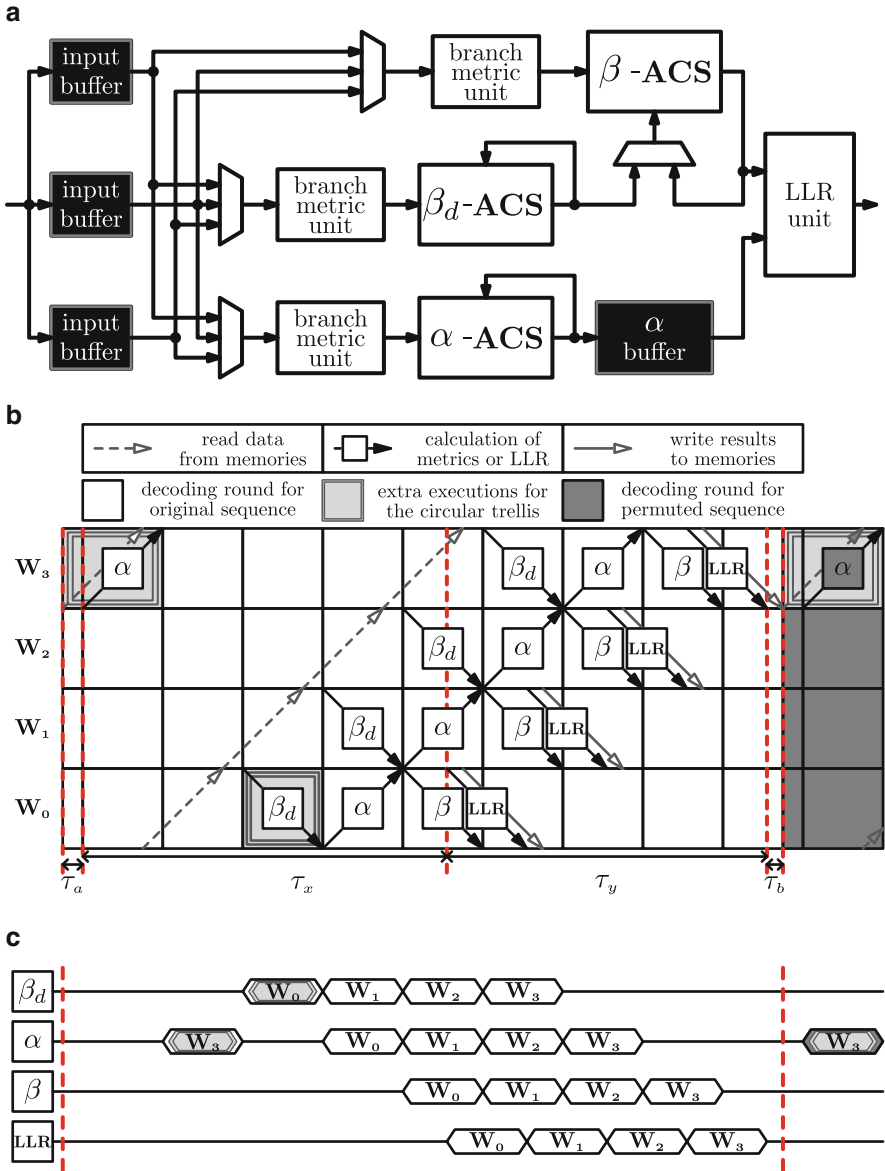 a
input
buffer
branch
metric
unit
β -ACS
input
buffer
branch
metric
unit
β_d-ACS
LLR
unit
input
buffer
branch
metric
unit
α -ACS
α
buffer
b
read data
from memories
calculation of
metrics or LLR
write results
to memories
decoding round for
original sequence
extra executions for
the circular trellis
decoding round for
permuted sequence
W₃ α β_d α β LLR α
W₂ β_d α β LLR
W₁ β_d α β LLR
W₀ β_d α β LLR
τ_a τ_x τ_y τ_b
c
β_d W₀ W₁ W₂ W₃
α W₃ W₀ W₁ W₂ W₃ W₃
β W₀ W₁ W₂ W₃
LLR W₀ W₁ W₂ W₃